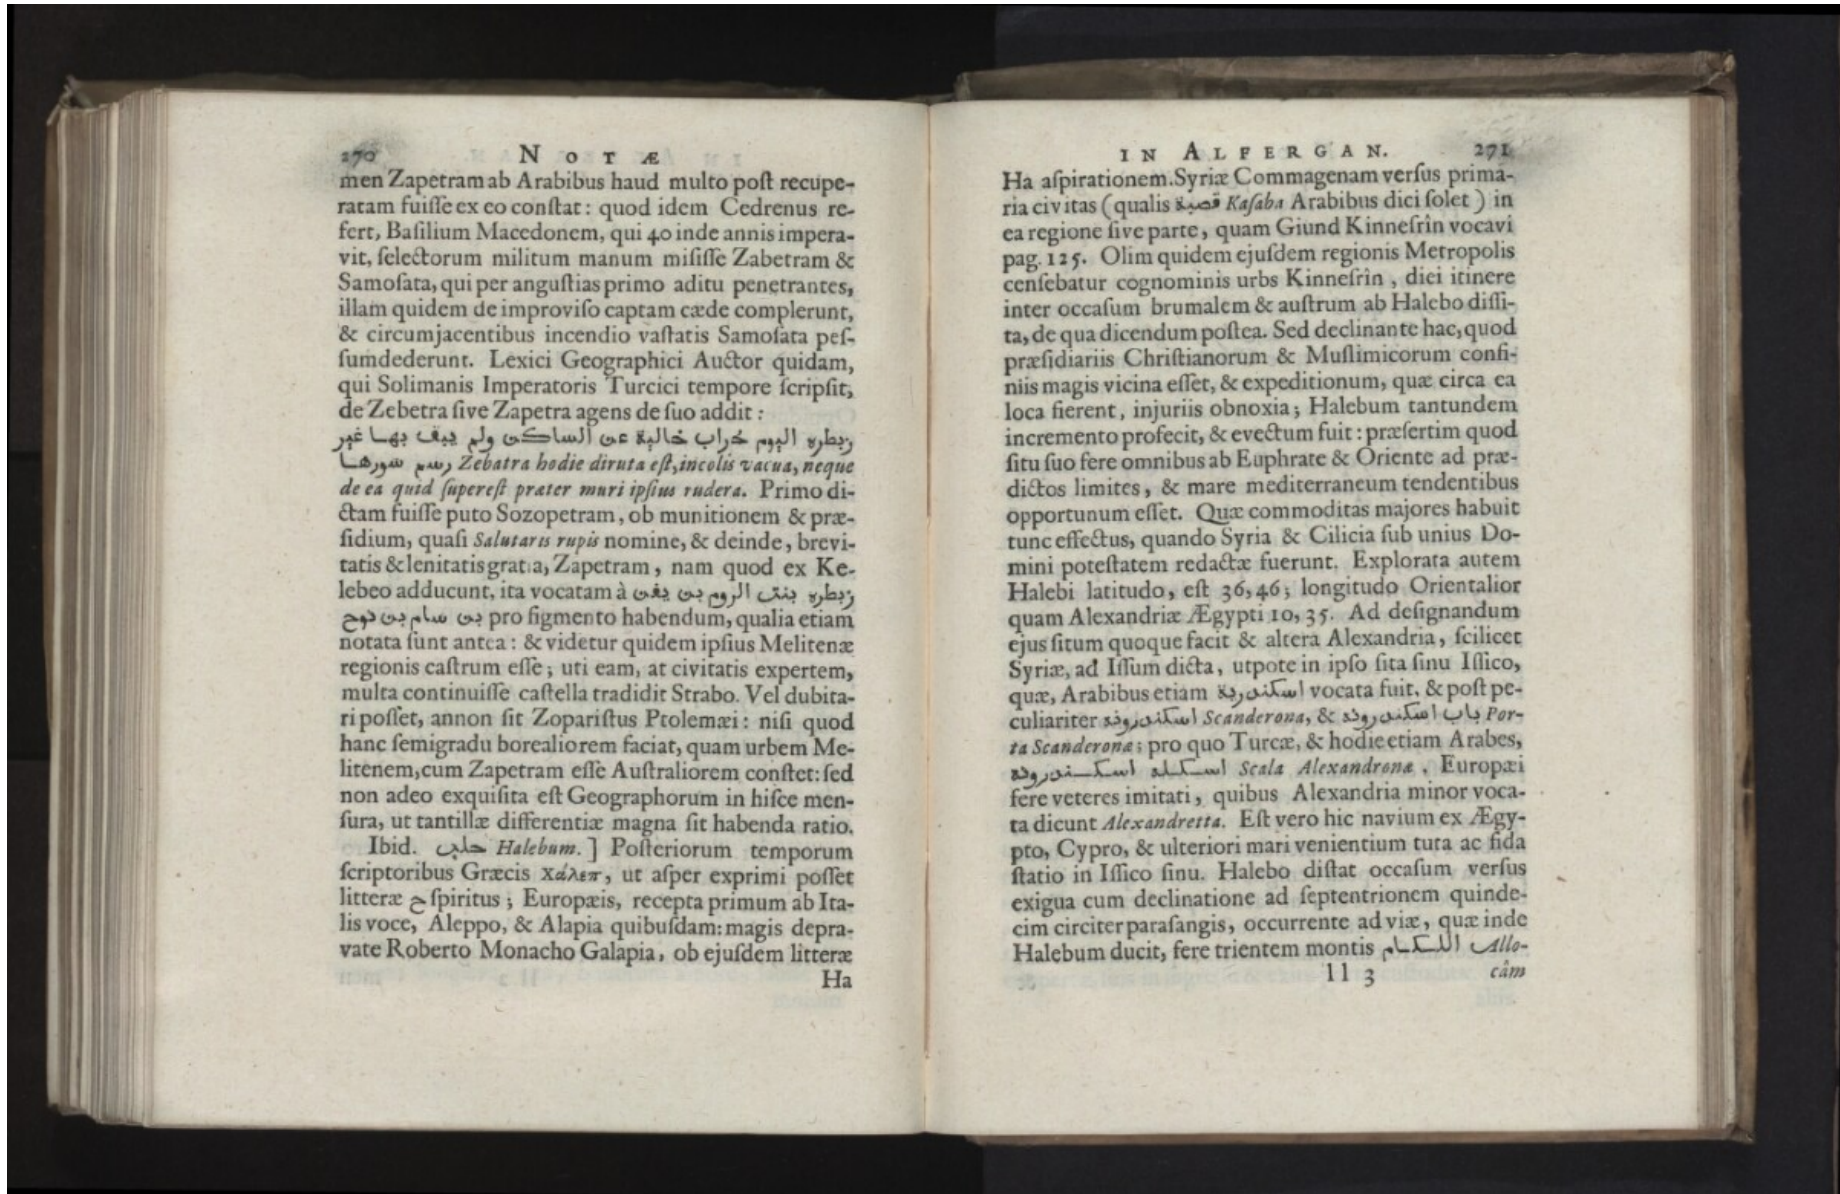 270 NOTÆ
men Zapetram ab Arabibus haud multo poſt recupe-
ratam fuiſſe ex eo conſtat: quod idem Cedrenus re-
fert, Baſilium Macedonem, qui 40 inde annis impera-
vit, ſelectorum militum manum miſiſſe Zabetram &
Samoſata, qui per anguſtias primo aditu penetrantes,
illam quidem de improviſo captam cæde complerunt,
& circumjacentibus incendio vaſtatis Samoſata peſ-
ſumdederunt. Lexici Geographici Auctor quidam,
qui Solimanis Imperatoris Turcici tempore ſcripſit,
de Zebetra ſive Zapetra agens de ſuo addit:
زبطره اليوم خراب خالية عن الساكن ولم يبق بها غير
رسم سورها Zebatra hodie diruta eſt, incolis vacua, neque
de ea quid ſupereſt præter muri ipſius rudera. Primo di-
ctam fuiſſe puto Sozopetram, ob munitionem & præ-
ſidium, quaſi Salutaris rupis nomine, & deinde, brevi-
tatis & lenitatis gratia, Zapetram, nam quod ex Ke-
lebeo adducunt, ita vocatam à زبطره بنت الروم بن يفن
بن سام بن نوح pro figmento habendum, qualia etiam
notata ſunt antea: & videtur quidem ipſius Melitenæ
regionis caſtrum eſſe; uti eam, at civitatis expertem,
multa continuiſſe caſtella tradidit Strabo. Vel dubita-
ri poſſet, annon ſit Zopariſtus Ptolemæi: niſi quod
hanc ſemigradu borealiorem faciat, quam urbem Me-
litenem, cum Zapetram eſſe Auſtraliorem conſtet: ſed
non adeo exquiſita eſt Geographorum in hiſce men-
ſura, ut tantillæ differentiæ magna ſit habenda ratio.
Ibid. حلب Halebum.] Poſteriorum temporum
ſcriptoribus Græcis Χάλεπ, ut aſper exprimi poſſet
litteræ ح ſpiritus; Europæis, recepta primum ab Ita-
lis voce, Aleppo, & Alapia quibuſdam: magis depra-
vate Roberto Monacho Galapia, ob ejuſdem litteræ
Ha
IN ALFERGAN. 271
Ha aſpirationem. Syriæ Commagenam verſus prima-
ria civitas (qualis قصبة Kaſaba Arabibus dici ſolet) in
ea regione ſive parte, quam Giund Kinneſrîn vocavi
pag. 125. Olim quidem ejuſdem regionis Metropolis
cenſebatur cognominis urbs Kinneſrîn, diei itinere
inter occaſum brumalem & auſtrum ab Halebo diſſi-
ta, de qua dicendum poſtea. Sed declinante hac, quod
præſidiariis Chriſtianorum & Muſlimicorum confi-
niis magis vicina eſſet, & expeditionum, quæ circa ea
loca fierent, injuriis obnoxia; Halebum tantundem
incremento profecit, & evectum fuit: præſertim quod
ſitu ſuo fere omnibus ab Euphrate & Oriente ad præ-
dictos limites, & mare mediterraneum tendentibus
opportunum eſſet. Quæ commoditas majores habuit
tunc effectus, quando Syria & Cilicia ſub unius Do-
mini poteſtatem redactæ fuerunt. Explorata autem
Halebi latitudo, eſt 36, 46; longitudo Orientalior
quam Alexandriæ Ægypti 10, 35. Ad deſignandum
ejus ſitum quoque facit & altera Alexandria, ſcilicet
Syriæ, ad Iſſum dicta, utpote in ipſo ſita ſinu Iſſico,
quæ, Arabibus etiam اسكندرية vocata fuit, & poſt pe-
culiariter اسكندرونه Scanderona, & باب اسكندرونه Por-
ta Scanderonæ; pro quo Turcæ, & hodie etiam Arabes,
اسكله اسكندرونه Scala Alexandronæ. Europæi
fere veteres imitati, quibus Alexandria minor voca-
ta dicunt Alexandretta. Eſt vero hic navium ex Ægy-
pto, Cypro, & ulteriori mari venientium tuta ac fida
ſtatio in Iſſico ſinu. Halebo diſtat occaſum verſus
exigua cum declinatione ad ſeptentrionem quinde-
cim circiter paraſangis, occurrente ad viæ, quæ inde
Halebum ducit, fere trientem montis اللكام Allo-
ll 3 câm